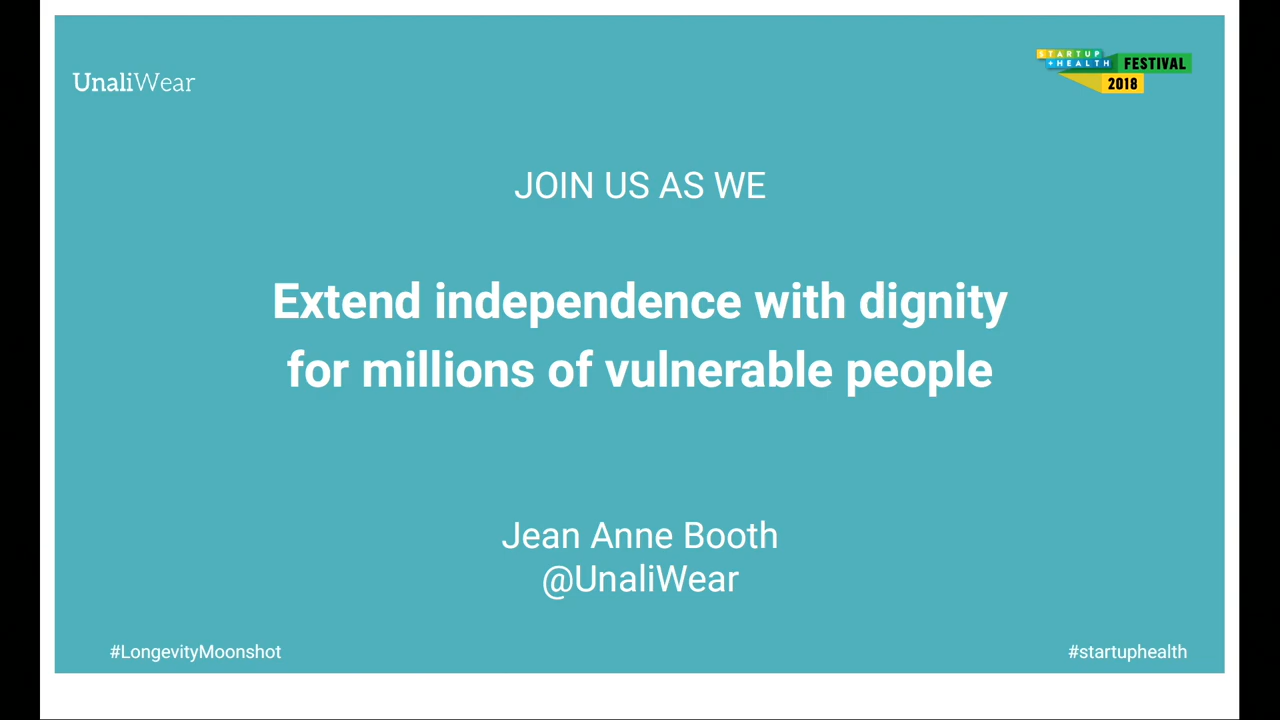 UnaliWear
STARTUP
+HEALTH FESTIVAL
2018
JOIN US AS WE
Extend independence with dignity
for millions of vulnerable people
Jean Anne Booth
@UnaliWear
#LongevityMoonshot
#startuphealth